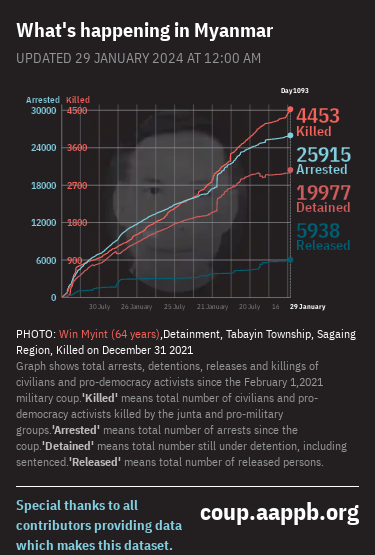 What's happening in Myanmar
UPDATED 29 JANUARY 2024 AT 12:00 AM
Day1093
Arrested Killed
30000 4500
4453
Killed
24000 3600
25915
Arrested
18000 2700
19977
Detained
12000 1800
5938
Released
6000 900
0
30 July 26 January 25 July 21 January 20 July 16 29 January
PHOTO: Win Myint (64 years),Detainment, Tabayin Township, Sagaing
Region, Killed on December 31 2021
Graph shows total arrests, detentions, releases and killings of
civilians and pro-democracy activists since the February 1,2021
military coup.'Killed' means total number of civilians and pro-
democracy activists killed by the junta and pro-military
groups.'Arrested' means total number of arrests since the
coup.'Detained' means total number still under detention, including
sentenced.'Released' means total number of released persons.
Special thanks to all
contributors providing data
which makes this dataset.
coup.aappb.org